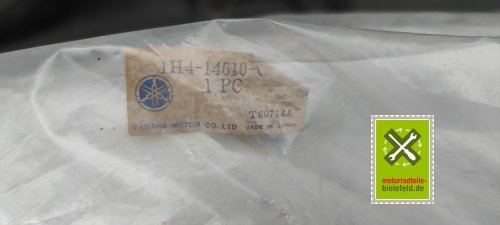 1H4-14610-
1 PC
T60714A
YAMAHA MOTOR CO.,LTD MADE IN JAPAN
motorradteile-
bielefeld.de